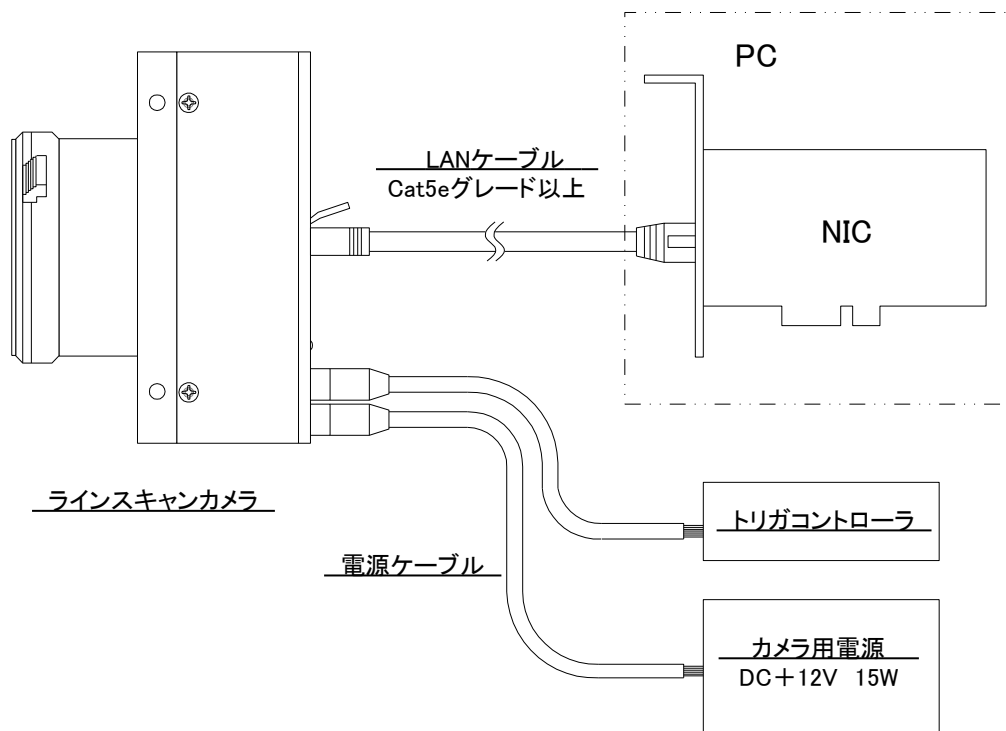 PC
LANケーブル
Cat5eグレード以上
NIC
ラインスキャンカメラ
トリガコントローラ
電源ケーブル
カメラ用電源
DC＋12V 15W